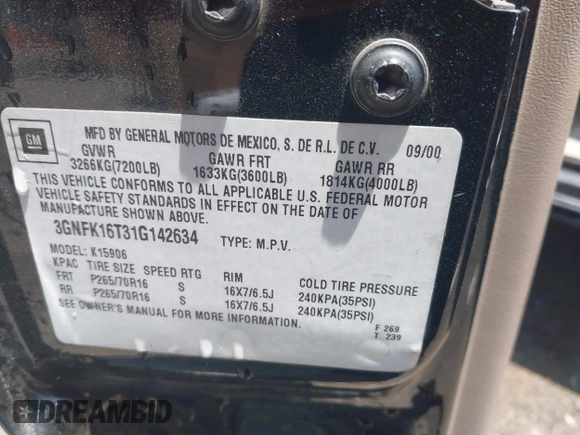 GM
MFD BY GENERAL MOTORS DE MEXICO, S. DE R.L. DE C.V. 09/00
GVWR GAWR FRT GAWR RR
3266KG(7200LB) 1633KG(3600LB) 1814KG(4000LB)
THIS VEHICLE CONFORMS TO ALL APPLICABLE U.S. FEDERAL MOTOR
VEHICLE SAFETY STANDARDS IN EFFECT ON THE DATE OF
MANUFACTURE SHOWN ABOVE.
3GNFK16T31G142634 TYPE: M.P.V.
MODEL: K15906
KPAC TIRE SIZE SPEED RTG RIM COLD TIRE PRESSURE
FRT P265/70R16 S 16X7/6.5J 240KPA(35PSI)
RR P265/70R16 S 16X7/6.5J 240KPA(35PSI)
SEE OWNER'S MANUAL FOR MORE INFORMATION.
F 269
T 239
DREAMBID